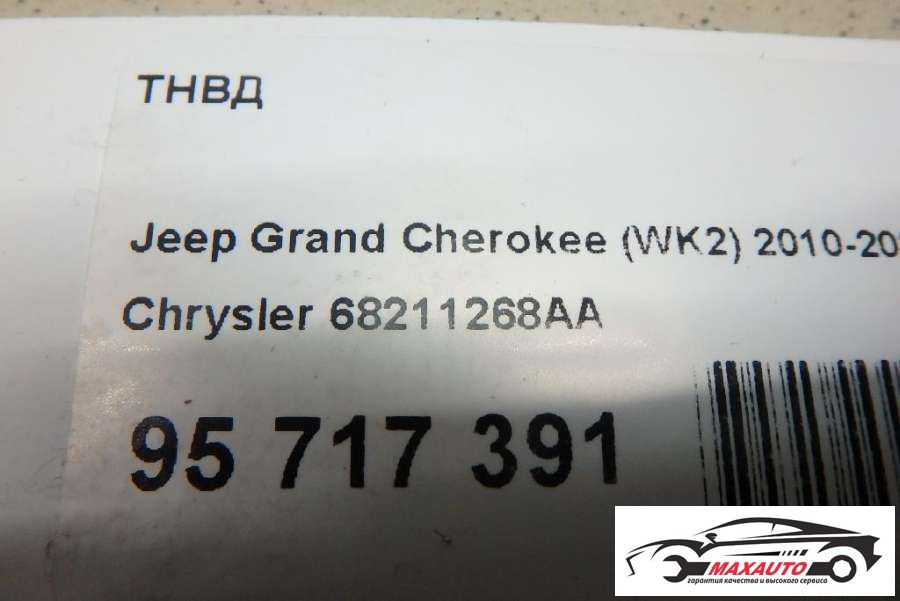 ТНВД
Jeep Grand Cherokee (WK2) 2010-20
Chrysler 68211268AA
95 717 391
MAXAUTO
гарантия качества и высокого сервиса